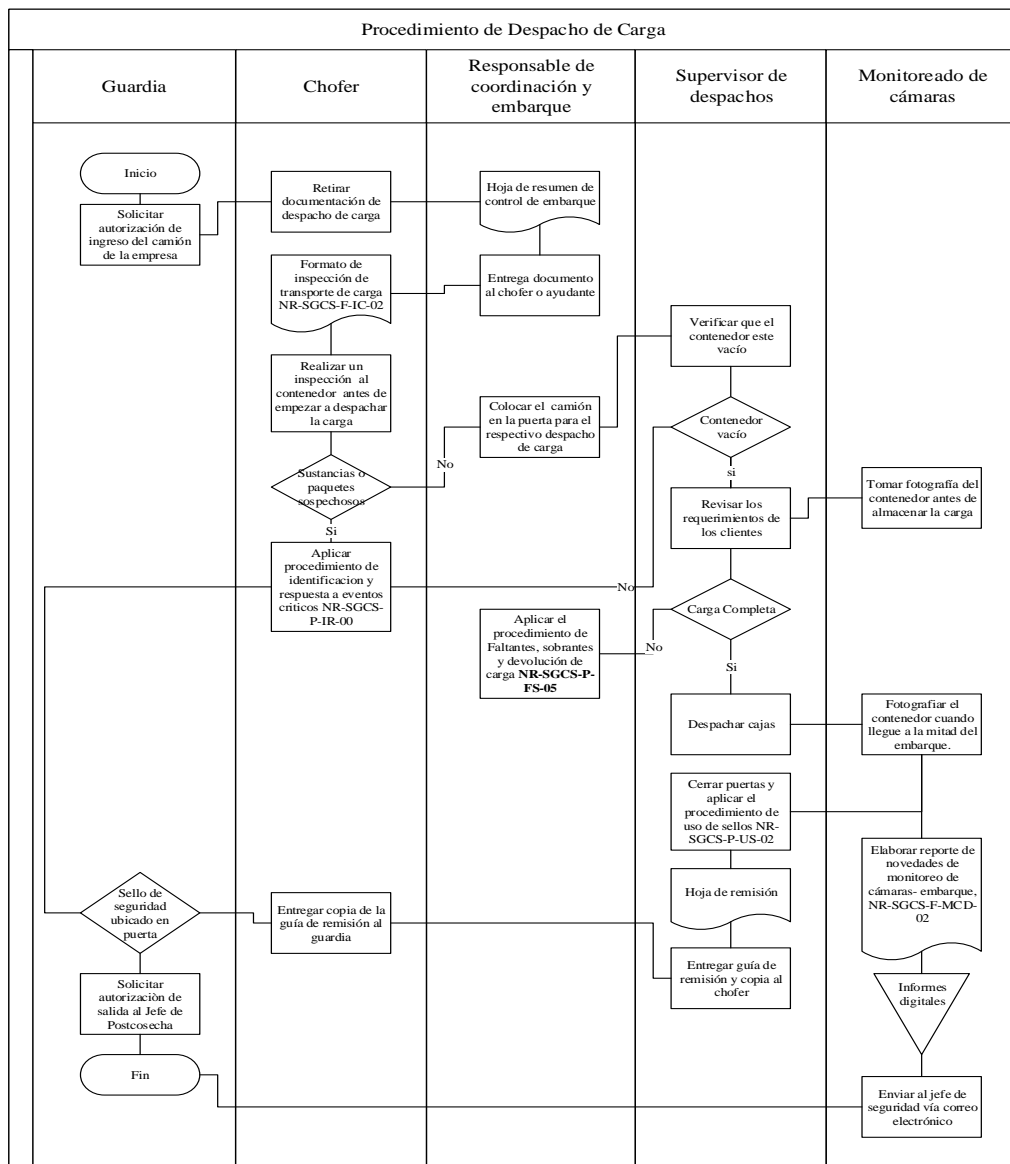 Procedimiento de Despacho de Carga
Guardia
Chofer
Responsable de
coordinación y
embarque
Supervisor de
despachos
Monitoreado de
cámaras
Inicio
Solicitar
autorización de
ingreso del camión
de la empresa
Retirar
documentación de
despacho de carga
Hoja de resumen de
control de embarque
Formato de
inspección de
transporte de carga
NR-SGCS-F-IC-02
Entrega documento
al chofer o ayudante
Verificar que el
contenedor este
vacío
Realizar un
inspección al
contenedor antes de
empezar a despachar
la carga
Colocar el camión
en la puerta para el
respectivo despacho
de carga
Contenedor
vacío
No
si
Sustancias o
paquetes
sospechosos
Si
Revisar los
requerimientos de
los clientes
Tomar fotografía del
contenedor antes de
almacenar la carga
Aplicar
procedimiento de
identificacion y
respuesta a eventos
criticos NR-SGCS-
P-IR-00
No
Carga Completa
No
Si
Aplicar el
procedimiento de
Faltantes, sobrantes
y devolución de
carga NR-SGCS-P-
FS-05
Despachar cajas
Fotografiar el
contenedor cuando
llegue a la mitad del
embarque.
Cerrar puertas y
aplicar el
procedimiento de
uso de sellos NR-
SGCS-P-US-02
Elaborar reporte de
novedades de
monitoreo de
cámaras- embarque,
NR-SGCS-F-MCD-
02
Hoja de remisión
Sello de
seguridad
ubicado en
puerta
Entregar copia de la
guía de remisión al
guardia
Entregar guía de
remisión y copia al
chofer
Informes
digitales
Solicitar
autorizaciòn de
salida al Jefe de
Postcosecha
Fin
Enviar al jefe de
seguridad vía correo
electrónico